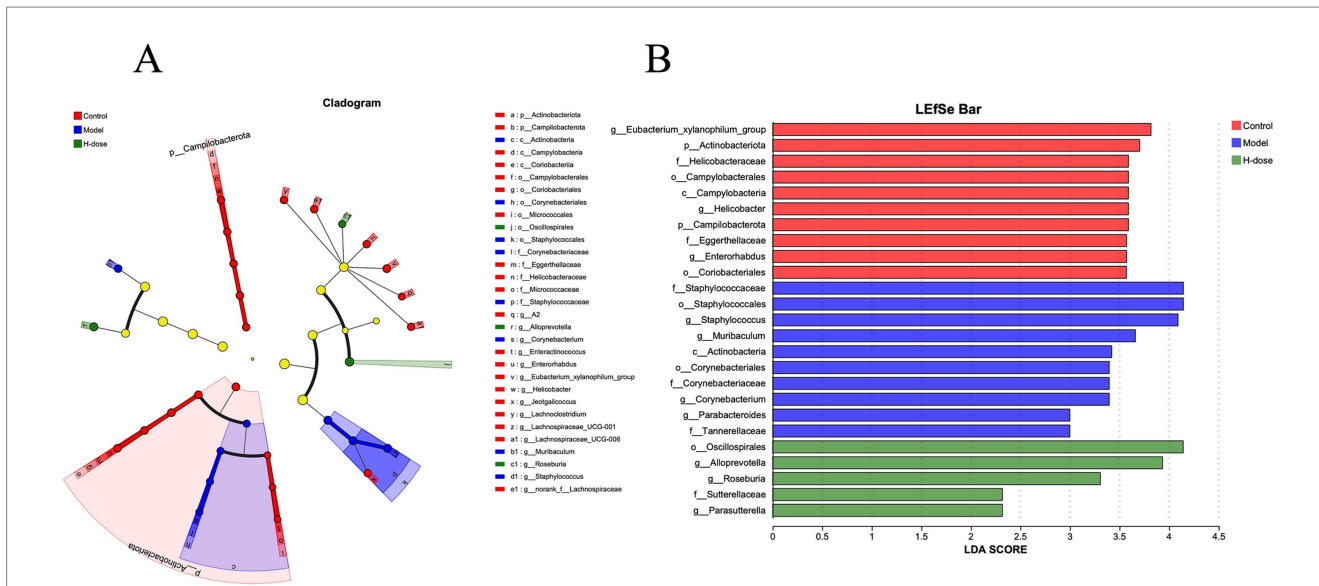 A
B
Cladogram
Control
Model
H-dose
p__Campilobacterota
p__Actinobacteriota
a : p__Actinobacteriota
b : p__Campilobacterota
c : c__Actinobacteria
d : c__Campylobacteria
e : c__Coriobacteriia
f : o__Campylobacterales
g : o__Coriobacteriales
h : o__Corynebacteriales
i : o__Micrococcales
j : o__Oscillospirales
k : o__Staphylococcales
l : f__Corynebacteriaceae
m : f__Eggerthellaceae
n : f__Helicobacteraceae
o : f__Micrococcaceae
p : f__Staphylococcaceae
q : g__A2
r : g__Alloprevotella
s : g__Corynebacterium
t : g__Enteractinococcus
u : g__Enterorhabdus
v : g__Eubacterium_xylanophilum_group
w : g__Helicobacter
x : g__Jeotgalicoccus
y : g__Lachnoclostridium
z : g__Lachnospiraceae_UCG-001
a1 : g__Lachnospiraceae_UCG-006
b1 : g__Muribaculum
c1 : g__Roseburia
d1 : g__Staphylococcus
e1 : g__norank_f__Lachnospiraceae
LEfSe Bar
g__Eubacterium_xylanophilum_group
p__Actinobacteriota
f__Helicobacteraceae
o__Campylobacterales
c__Campylobacteria
g__Helicobacter
p__Campilobacterota
f__Eggerthellaceae
g__Enterorhabdus
o__Coriobacteriales
f__Staphylococcaceae
o__Staphylococcales
g__Staphylococcus
g__Muribaculum
c__Actinobacteria
o__Corynebacteriales
f__Corynebacteriaceae
g__Corynebacterium
g__Parabacteroides
f__Tannerellaceae
o__Oscillospirales
g__Alloprevotella
g__Roseburia
f__Sutterellaceae
g__Parasutterella
0 0.5 1 1.5 2 2.5 3 3.5 4 4.5
LDA SCORE
Control
Model
H-dose